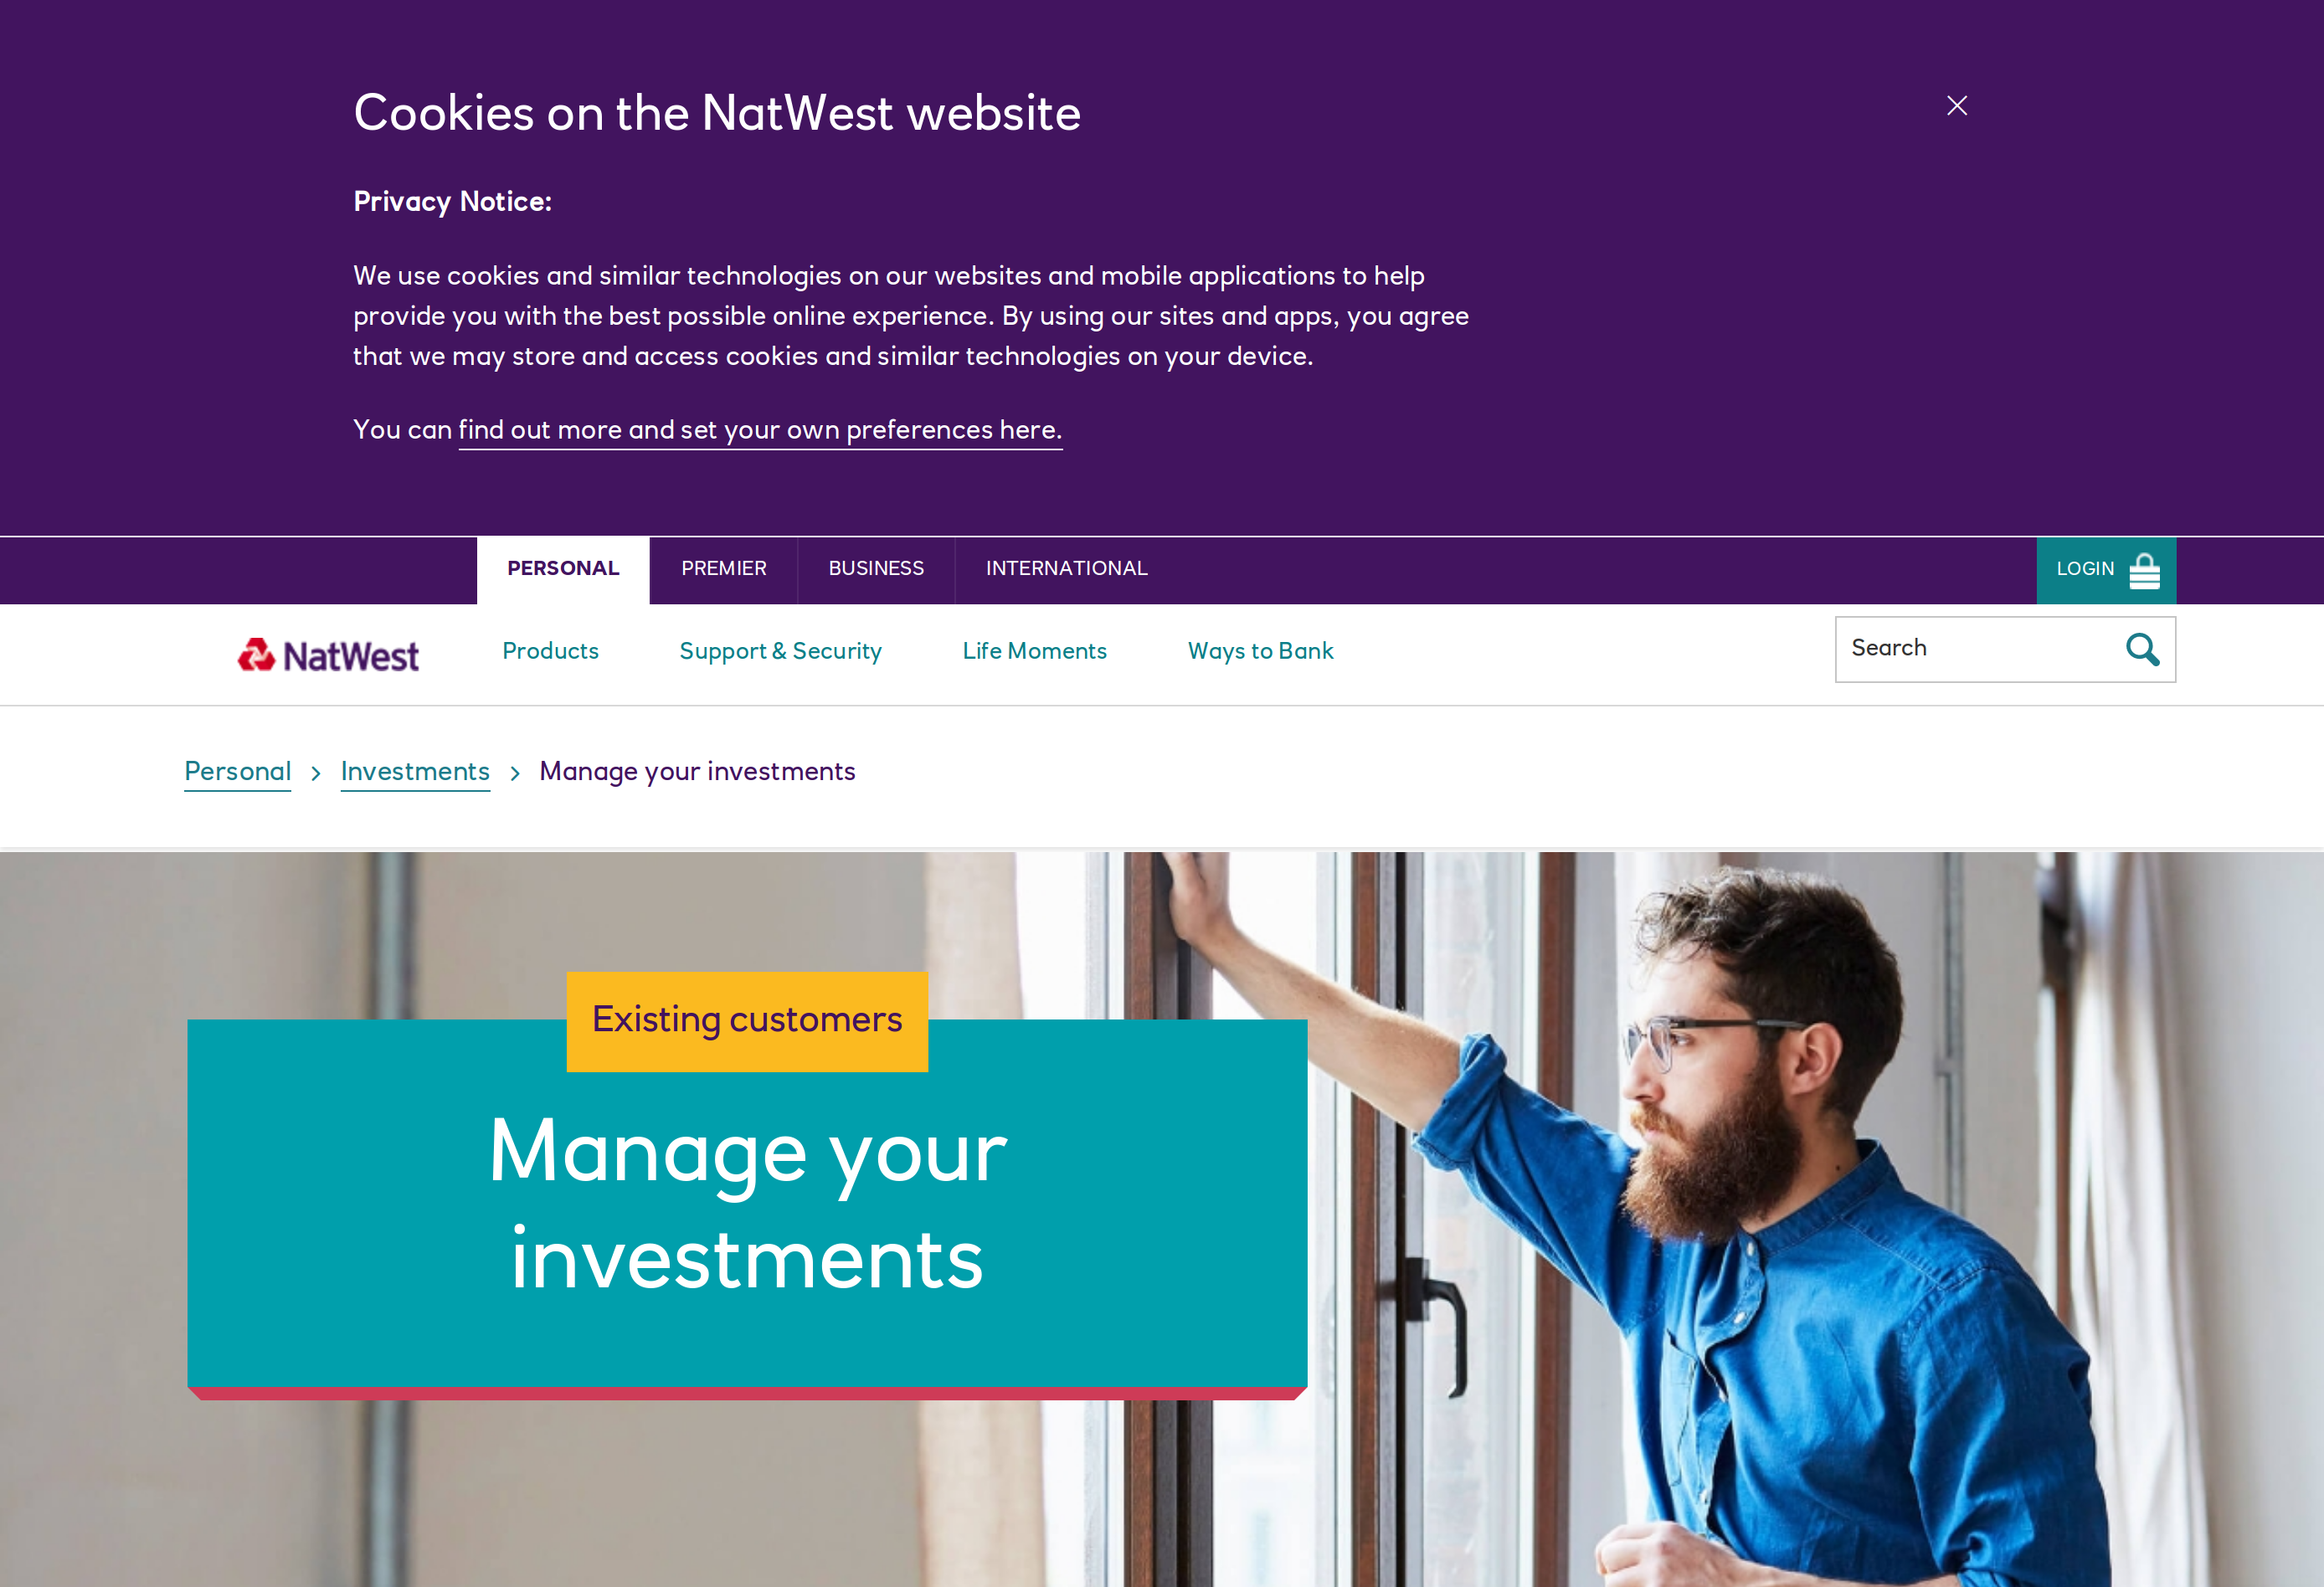 Cookies on the NatWest website
Privacy Notice:
We use cookies and similar technologies on our websites and mobile applications to help
provide you with the best possible online experience. By using our sites and apps, you agree
that we may store and access cookies and similar technologies on your device.
You can find out more and set your own preferences here.
PERSONAL PREMIER BUSINESS INTERNATIONAL LOGIN
NatWest Products Support & Security Life Moments Ways to Bank Search
Personal > Investments > Manage your investments
Existing customers
Manage your
investments